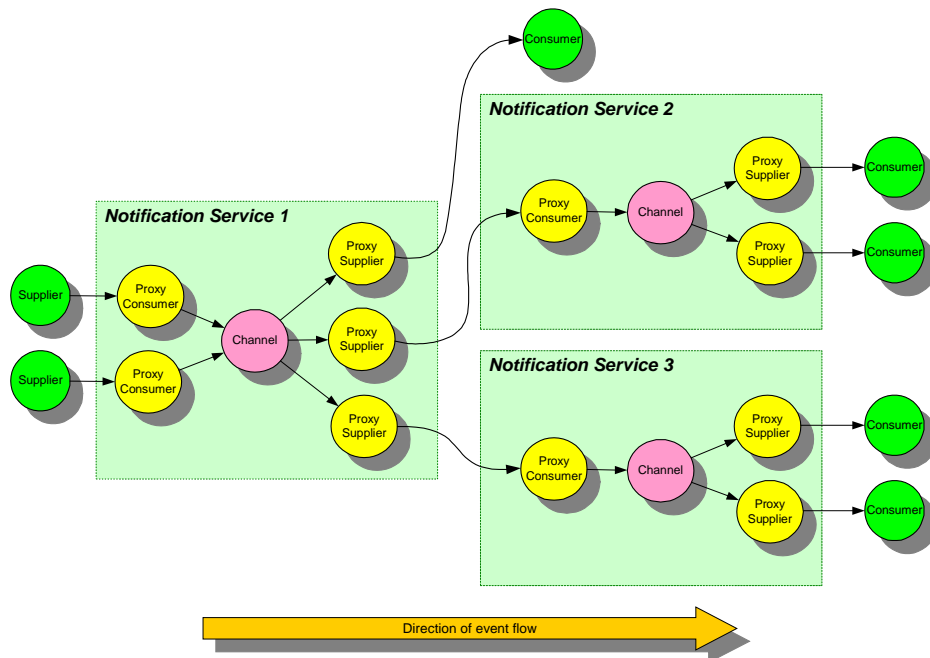 Consumer
Notification Service 2
Proxy
Supplier
Consumer
Proxy
Consumer
Channel
Proxy
Supplier
Consumer
Notification Service 1
Proxy
Supplier
Supplier
Proxy
Consumer
Channel
Proxy
Supplier
Supplier
Proxy
Consumer
Proxy
Supplier
Notification Service 3
Proxy
Supplier
Consumer
Proxy
Consumer
Channel
Proxy
Supplier
Consumer
Direction of event flow